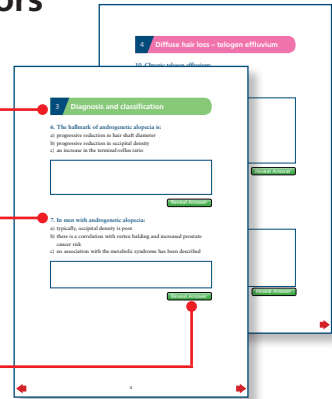 ors
4 Diffuse hair loss – telogen effluvium
10. Chronic telogen effluvium
Reveal Answer
Reveal Answer
3 Diagnosis and classification
6. The hallmark of androgenetic alopecia is:
a) progressive reduction in hair shaft diameter
b) progressive reduction in occipital density
c) an increase in the terminal/vellus ratio
Reveal Answer
7. In men with androgenetic alopecia:
a) typically, occipital density is poor
b) there is a correlation with vertex balding and increased prostate
cancer risk
c) no association with the metabolic syndrome has been described
Reveal Answer